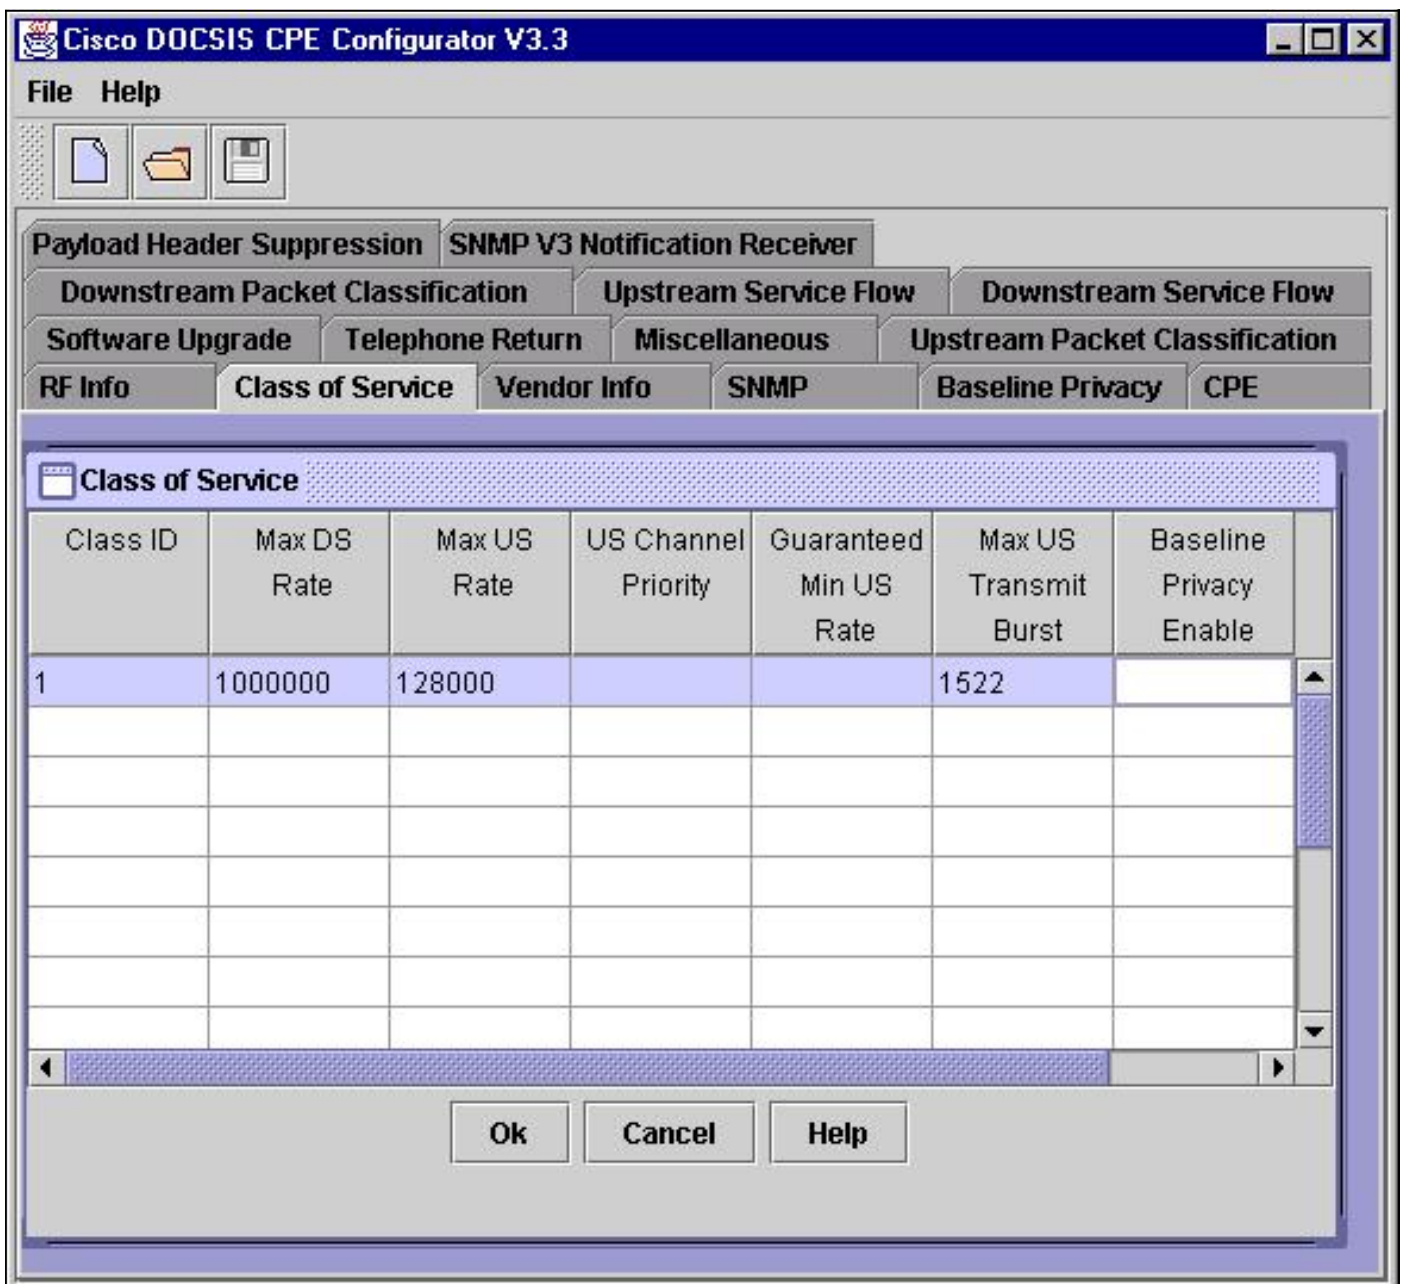 Cisco DOCSIS CPE Configurator V3.3
File Help
Payload Header Suppression SNMP V3 Notification Receiver
Downstream Packet Classification Upstream Service Flow Downstream Service Flow
Software Upgrade Telephone Return Miscellaneous Upstream Packet Classification
RF Info Class of Service Vendor Info SNMP Baseline Privacy CPE
Class of Service
Class ID Max DS Max US US Channel Guaranteed Max US Baseline
Rate Rate Priority Min US Transmit Privacy
Rate Burst Enable
1 1000000 128000 1522
Ok Cancel Help